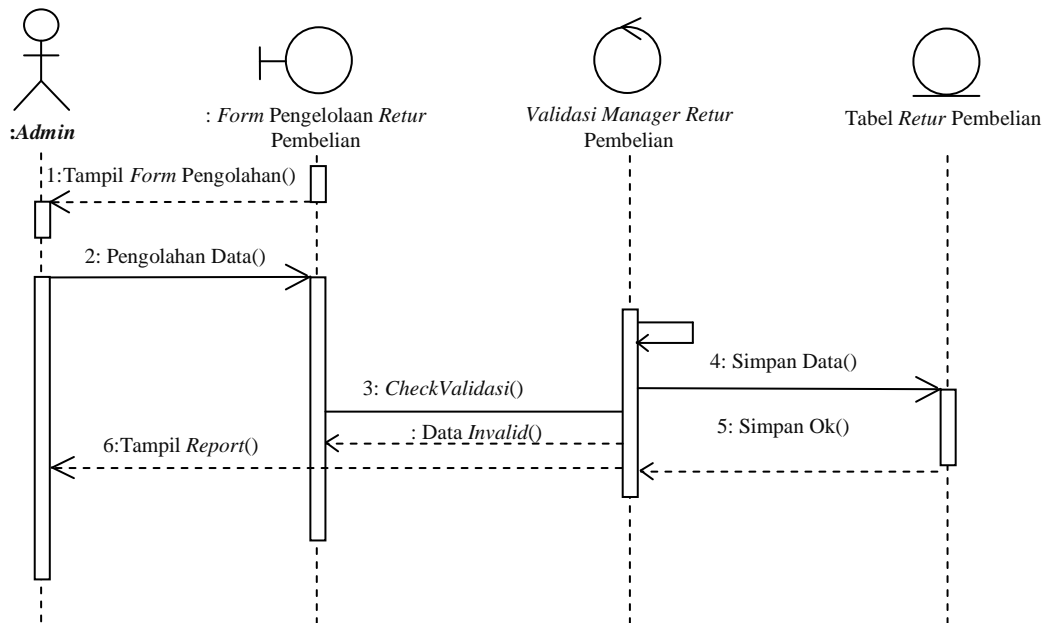 :Admin
: Form Pengelolaan Retur
Pembelian
Validasi Manager Retur
Pembelian
Tabel Retur Pembelian
1:Tampil Form Pengolahan()
2: Pengolahan Data()
4: Simpan Data()
3: CheckValidasi()
: Data Invalid()
5: Simpan Ok()
6:Tampil Report()